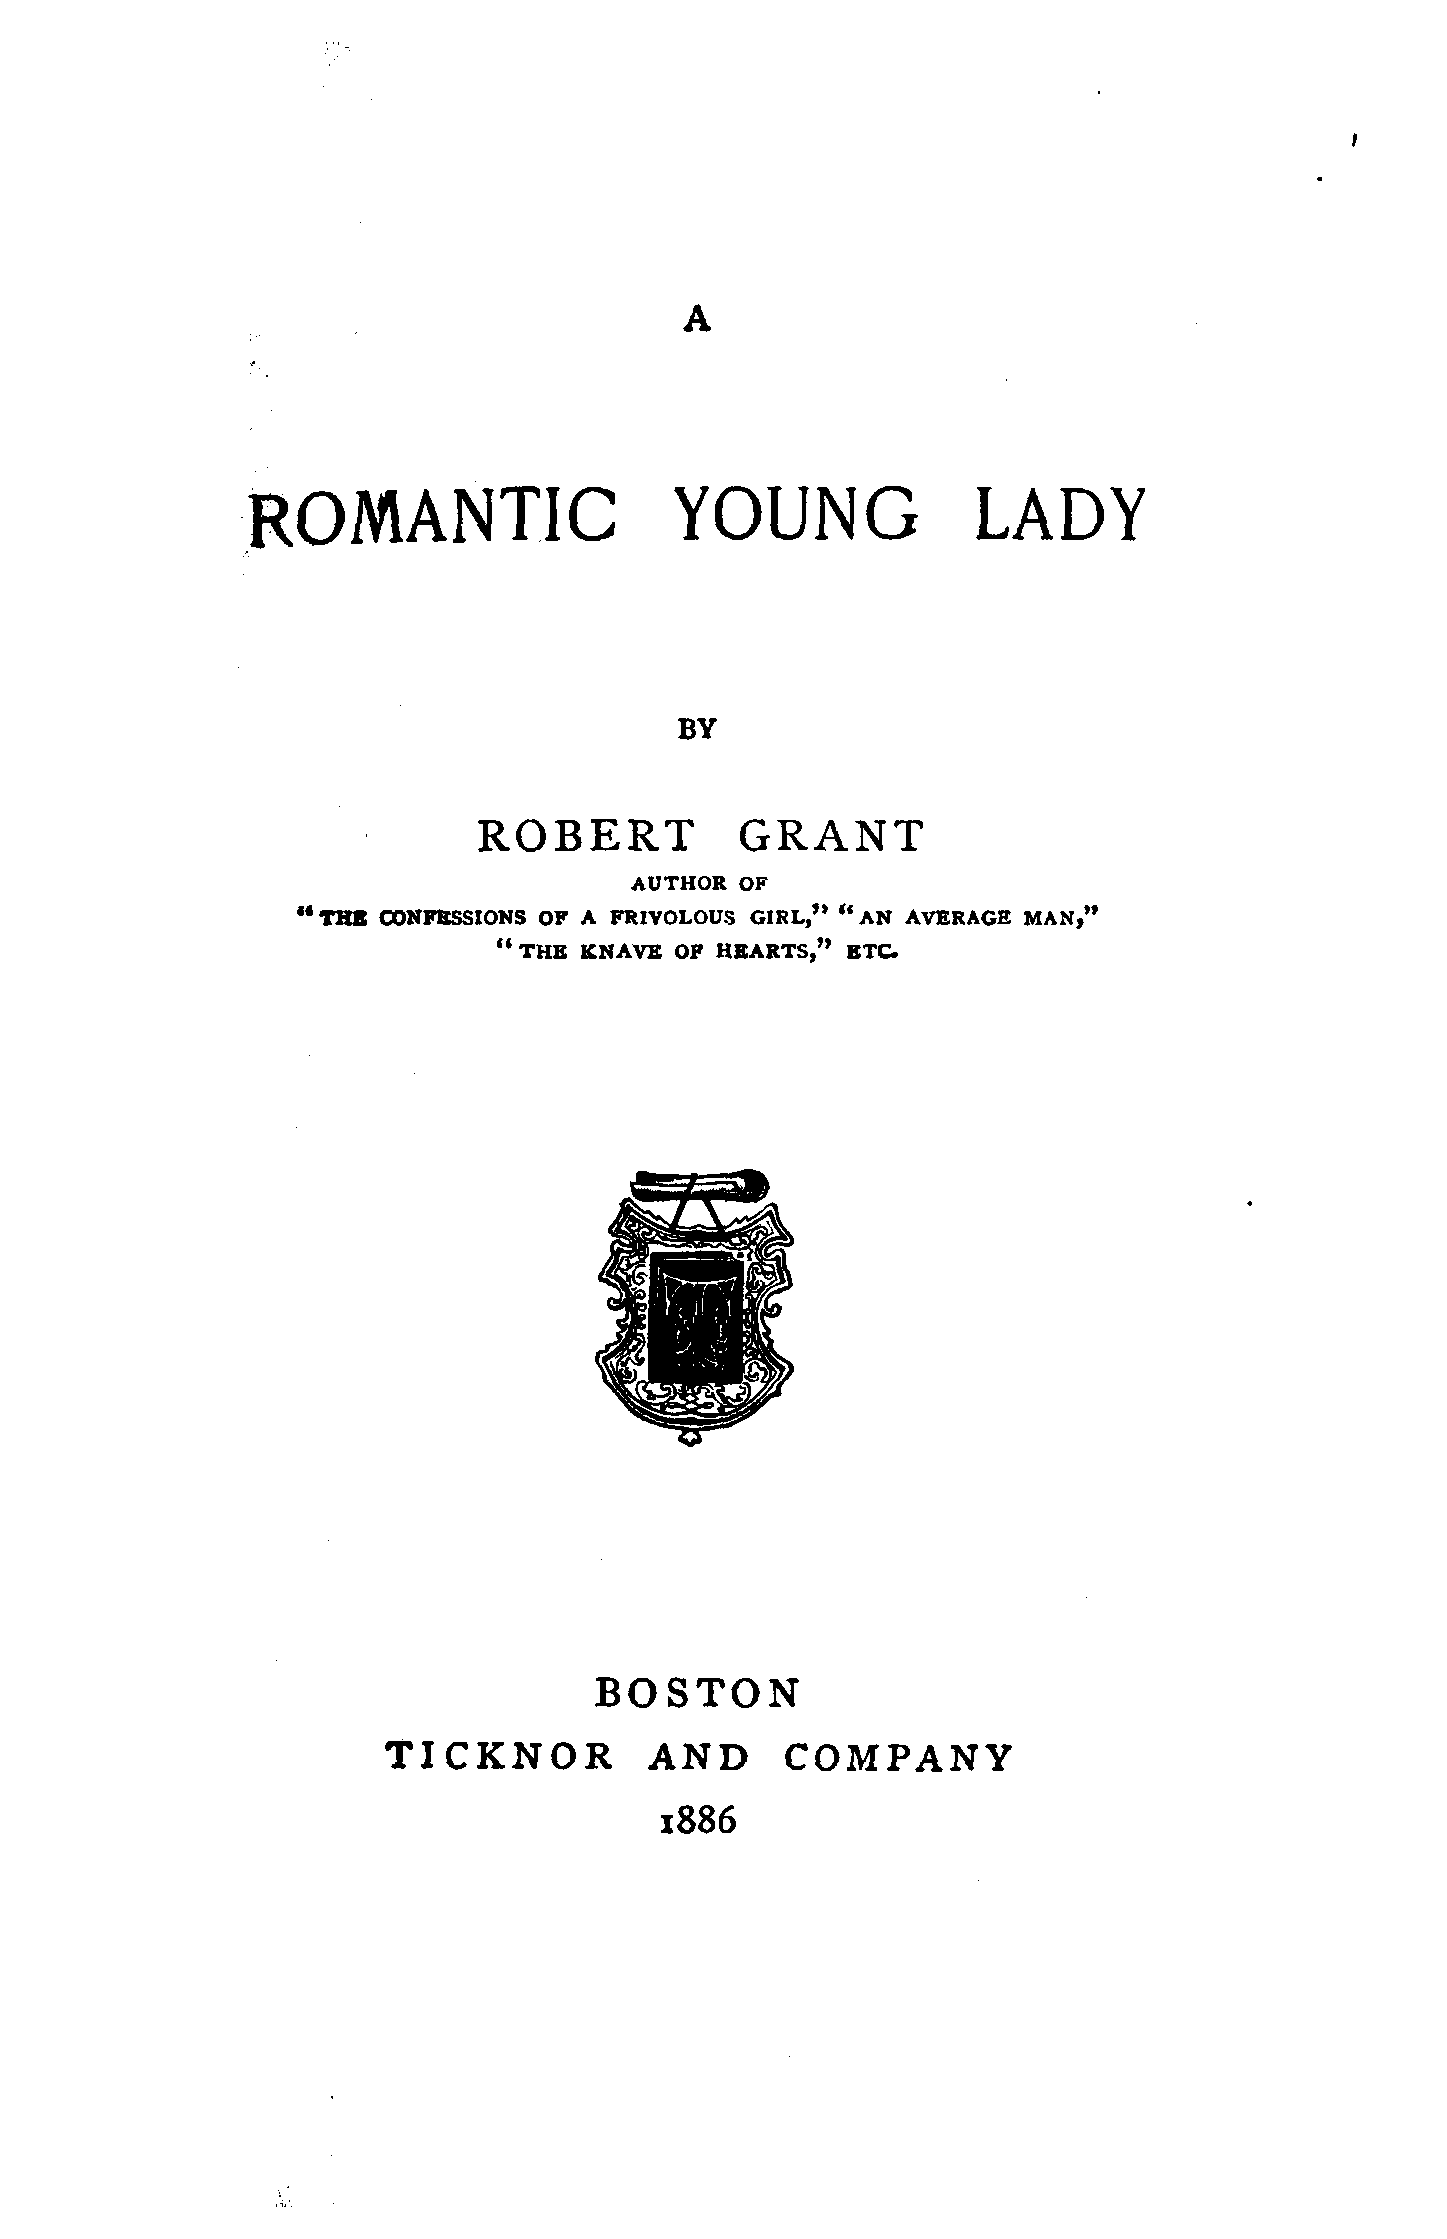 A
ROMANTIC YOUNG LADY
BY
ROBERT GRANT
AUTHOR OF
“THE CONFESSIONS OF A FRIVOLOUS GIRL,” “AN AVERAGE MAN,”
“THE KNAVE OF HEARTS,” ETC.
BOSTON
TICKNOR AND COMPANY
1886